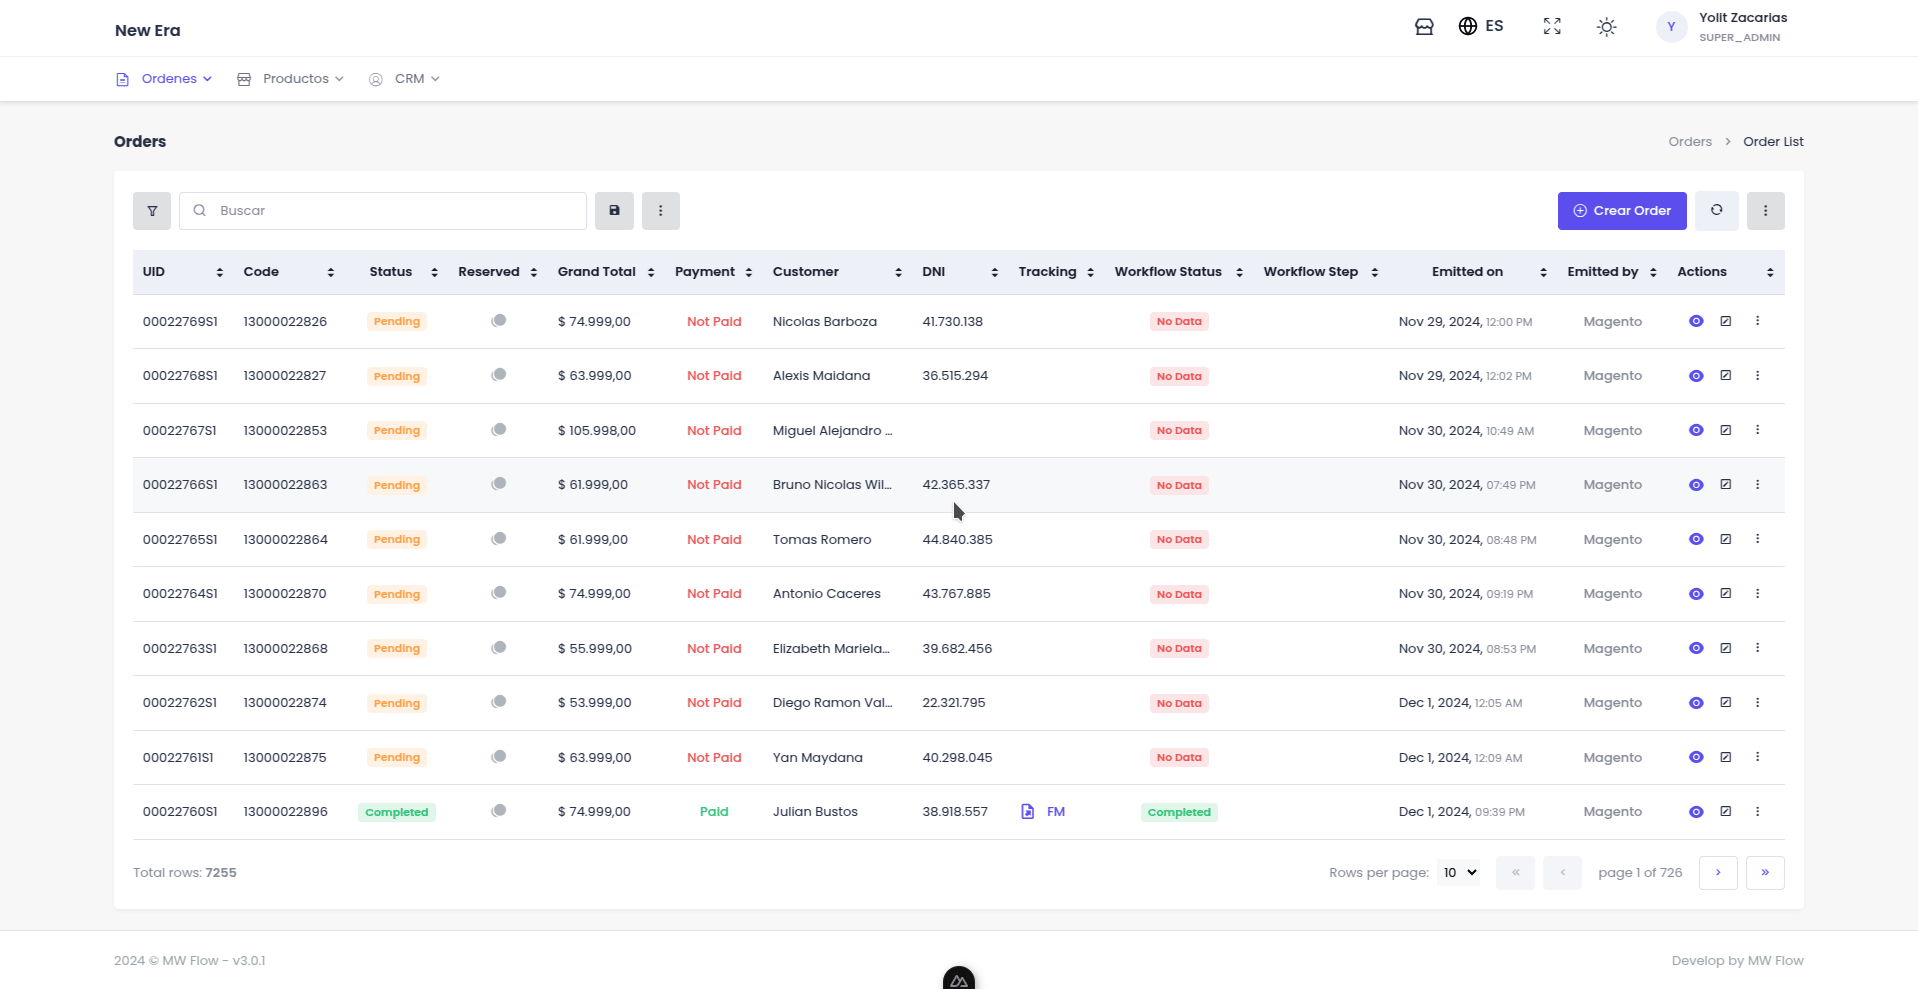 New Era
ES
Y
Yolit Zacarias
SUPER_ADMIN
Ordenes
Productos
CRM
Orders
Orders > Order List
Buscar
Crear Order
UID Code Status Reserved Grand Total Payment Customer DNI Tracking Workflow Status Workflow Step Emitted on Emitted by Actions
00022769S1 13000022826 Pending $ 74.999,00 Not Paid Nicolas Barboza 41.730.138 No Data Nov 29, 2024, 12:00 PM Magento
00022768S1 13000022827 Pending $ 63.999,00 Not Paid Alexis Maidana 36.515.294 No Data Nov 29, 2024, 12:02 PM Magento
00022767S1 13000022853 Pending $ 105.998,00 Not Paid Miguel Alejandro ... No Data Nov 30, 2024, 10:49 AM Magento
00022766S1 13000022863 Pending $ 61.999,00 Not Paid Bruno Nicolas Wil... 42.365.337 No Data Nov 30, 2024, 07:49 PM Magento
00022765S1 13000022864 Pending $ 61.999,00 Not Paid Tomas Romero 44.840.385 No Data Nov 30, 2024, 08:48 PM Magento
00022764S1 13000022870 Pending $ 74.999,00 Not Paid Antonio Caceres 43.767.885 No Data Nov 30, 2024, 09:19 PM Magento
00022763S1 13000022868 Pending $ 55.999,00 Not Paid Elizabeth Mariela... 39.682.456 No Data Nov 30, 2024, 08:53 PM Magento
00022762S1 13000022874 Pending $ 53.999,00 Not Paid Diego Ramon Val... 22.321.795 No Data Dec 1, 2024, 12:05 AM Magento
00022761S1 13000022875 Pending $ 63.999,00 Not Paid Yan Maydana 40.298.045 No Data Dec 1, 2024, 12:09 AM Magento
00022760S1 13000022896 Completed $ 74.999,00 Paid Julian Bustos 38.918.557 FM Completed Dec 1, 2024, 09:39 PM Magento
Total rows: 7255
Rows per page: 10 « ‹ page 1 of 726 › »
2024 © MW Flow - v3.0.1
Develop by MW Flow